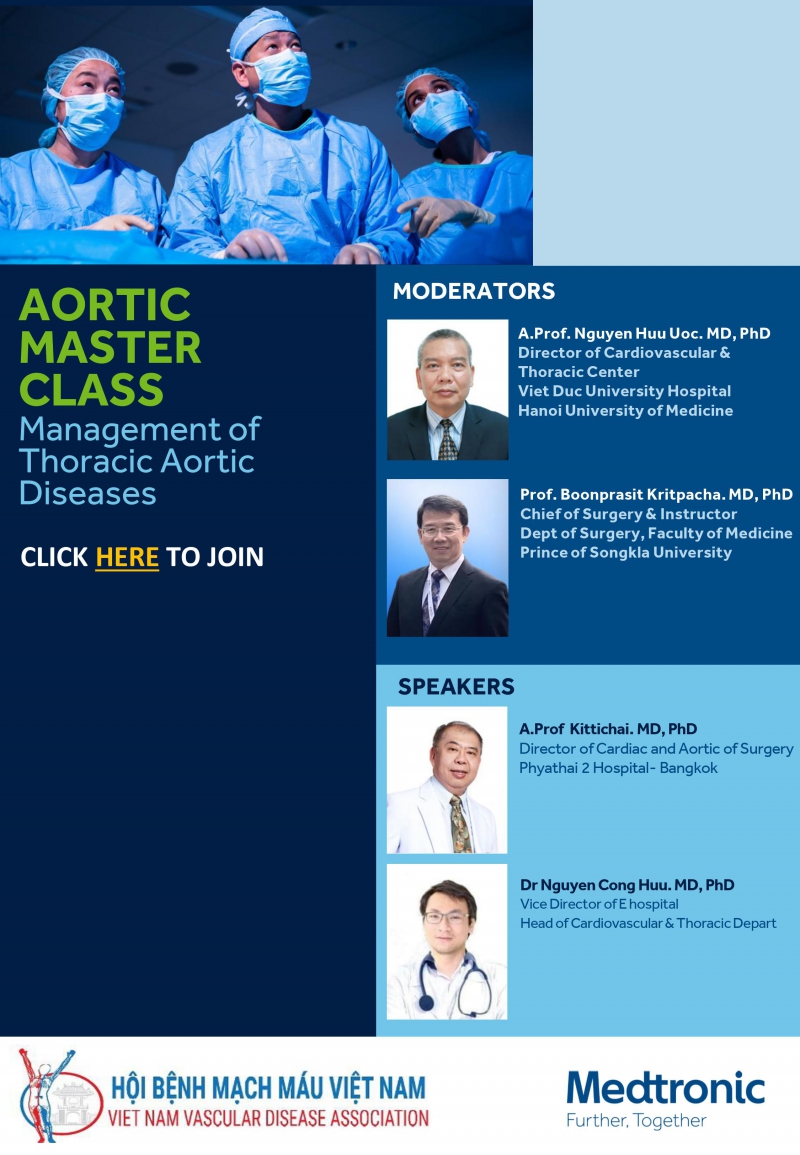 AORTIC
MASTER
CLASS
Management of
Thoracic Aortic
Diseases
CLICK HERE TO JOIN
MODERATORS
A.Prof. Nguyen Huu Uoc. MD, PhD
Director of Cardiovascular &
Thoracic Center
Viet Duc University Hospital
Hanoi University of Medicine
Prof. Boonprasit Kritpacha. MD, PhD
Chief of Surgery & Instructor
Dept of Surgery, Faculty of Medicine
Prince of Songkla University
SPEAKERS
A.Prof Kittichai. MD, PhD
Director of Cardiac and Aortic of Surgery
Phyathai 2 Hospital- Bangkok
Dr Nguyen Cong Huu. MD, PhD
Vice Director of E hospital
Head of Cardiovascular & Thoracic Depart
HỘI BỆNH MẠCH MÁU VIỆT NAM
VIET NAM VASCULAR DISEASE ASSOCIATION
Medtronic
Further, Together